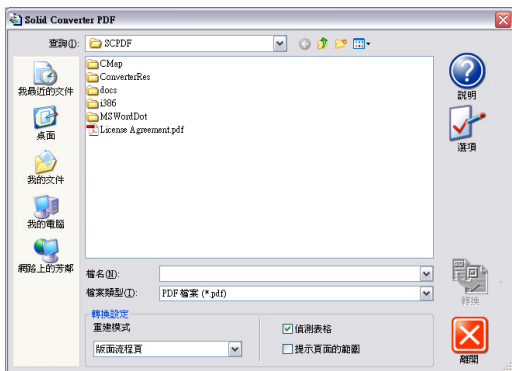 Solid Converter PDF
查詢(I):
SCPDF
我最近的文件
桌面
我的文件
我的電腦
網路上的芳鄰
CMap
ConverterRes
docs
i386
MSWordDot
License Agreement.pdf
說明
選項
檔名(N):
檔案類型(T):
PDF 檔案 (*.pdf)
轉換
轉換設定
重建模式
版面流程頁
偵測表格
提示頁面的範圍
離開